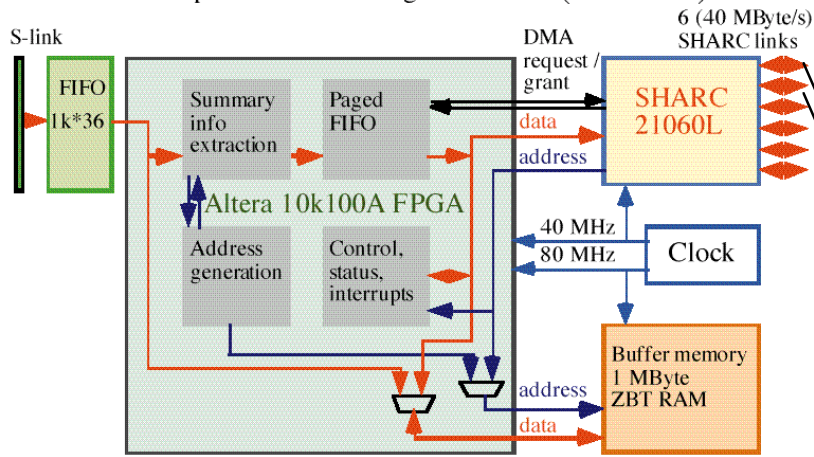 6 (40 MByte/s)
SHARC links
S-link
DMA
request /
grant
FIFO
1k*36
Summary
info
extraction
Paged
FIFO
SHARC
21060L
data
address
Altera 10k100A FPGA
Address
generation
Control,
status,
interrupts
40 MHz
80 MHz
Clock
Buffer memory
1 MByte
ZBT RAM
address
data